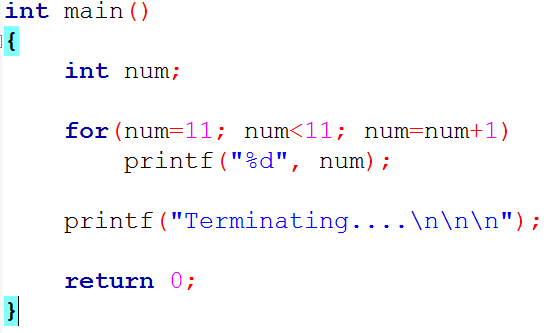 int main()
{
int num;
for(num=11; num<11; num=num+1)
printf("%d", num);
printf("Terminating....\n\n\n");
return 0;
}